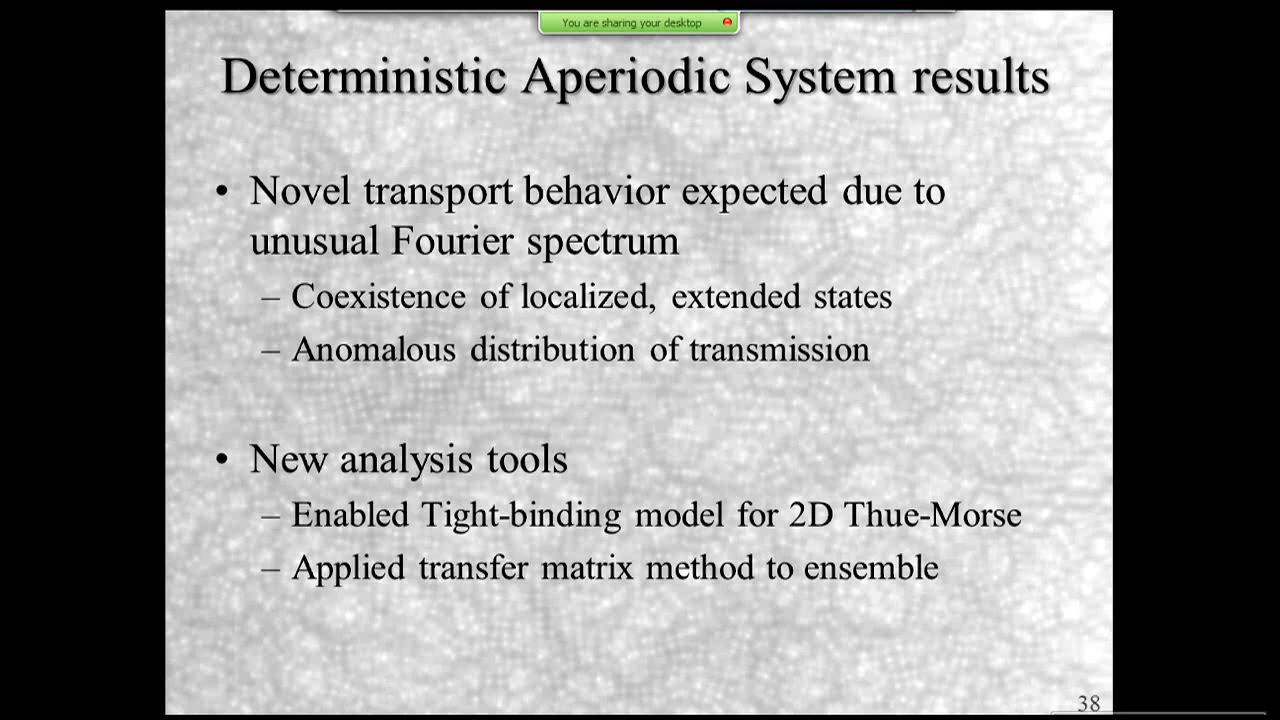 You are sharing your desktop
Deterministic Aperiodic System results
• Novel transport behavior expected due to
unusual Fourier spectrum
– Coexistence of localized, extended states
– Anomalous distribution of transmission
• New analysis tools
– Enabled Tight-binding model for 2D Thue-Morse
– Applied transfer matrix method to ensemble
38